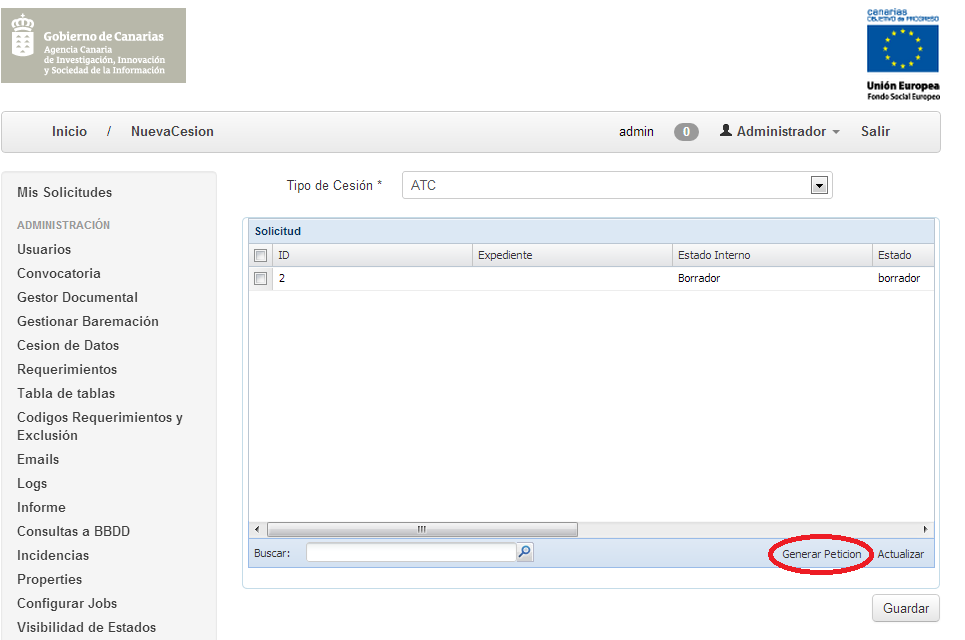 Gobierno de Canarias
Agencia Canaria
de Investigación, Innovación
y Sociedad de la Información
canarias
OBJETIVO de PROGRESO
Unión Europea
Fondo Social Europeo
Inicio / NuevaCesion admin 0 Administrador Salir
Mis Solicitudes
ADMINISTRACIÓN
Usuarios
Convocatoria
Gestor Documental
Gestionar Baremación
Cesion de Datos
Requerimientos
Tabla de tablas
Codigos Requerimientos y
Exclusión
Emails
Logs
Informe
Consultas a BBDD
Incidencias
Properties
Configurar Jobs
Visibilidad de Estados
Tipo de Cesión * ATC
Solicitud
ID Expediente Estado Interno Estado
2 Borrador borrador
Buscar: Generar Peticion Actualizar
Guardar